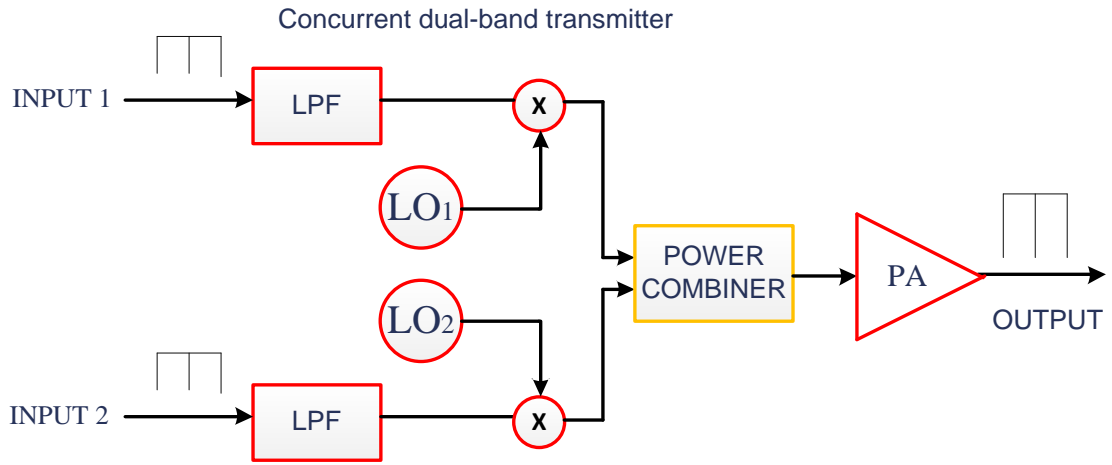 Concurrent dual-band transmitter
INPUT 1
LPF
X
LO1
POWER
COMBINER
PA
OUTPUT
LO2
INPUT 2
LPF
X